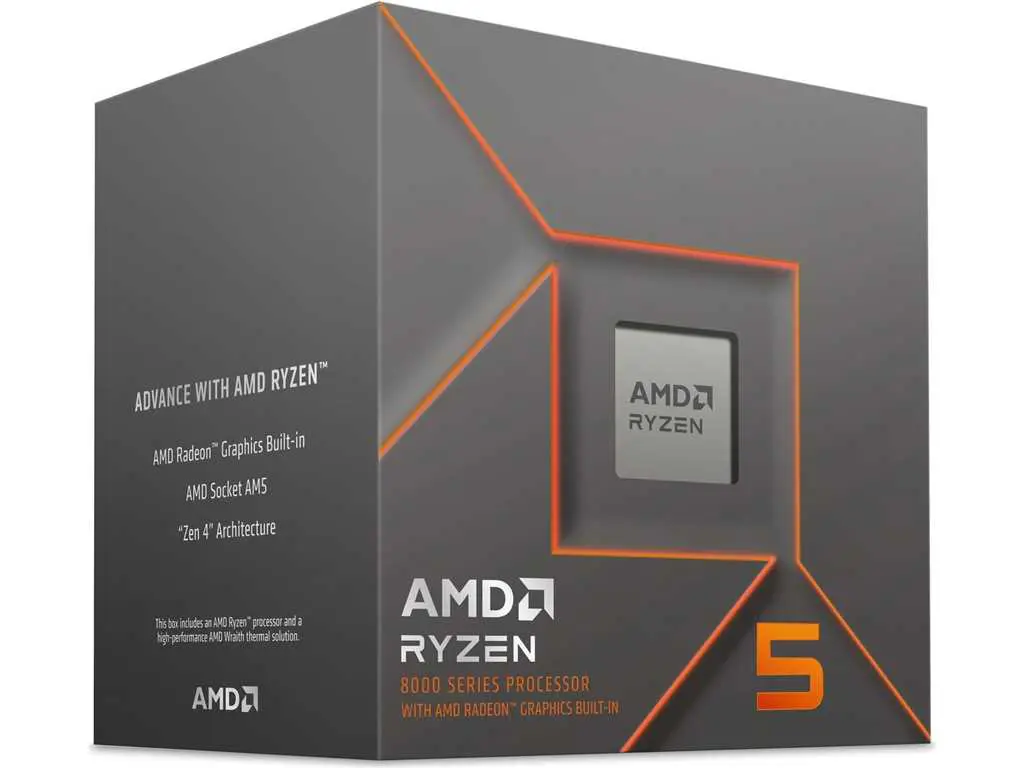 ADVANCE WITH AMD RYZEN™
AMD Radeon™ Graphics Built-in
AMD Socket AM5
“Zen 4” Architecture
This box includes an AMD Ryzen™ processor and a
high-performance AMD Wraith thermal solution.
AMD
AMD
RYZEN
AMD
RYZEN
8000 SERIES PROCESSOR
WITH AMD RADEON™ GRAPHICS BUILT-IN
5